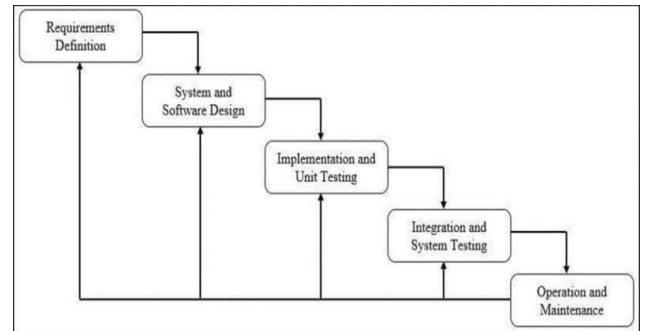 Requirements
Definition
System and
Software Design
Implementation and
Unit Testing
Integration and
System Testing
Operation and
Maintenance